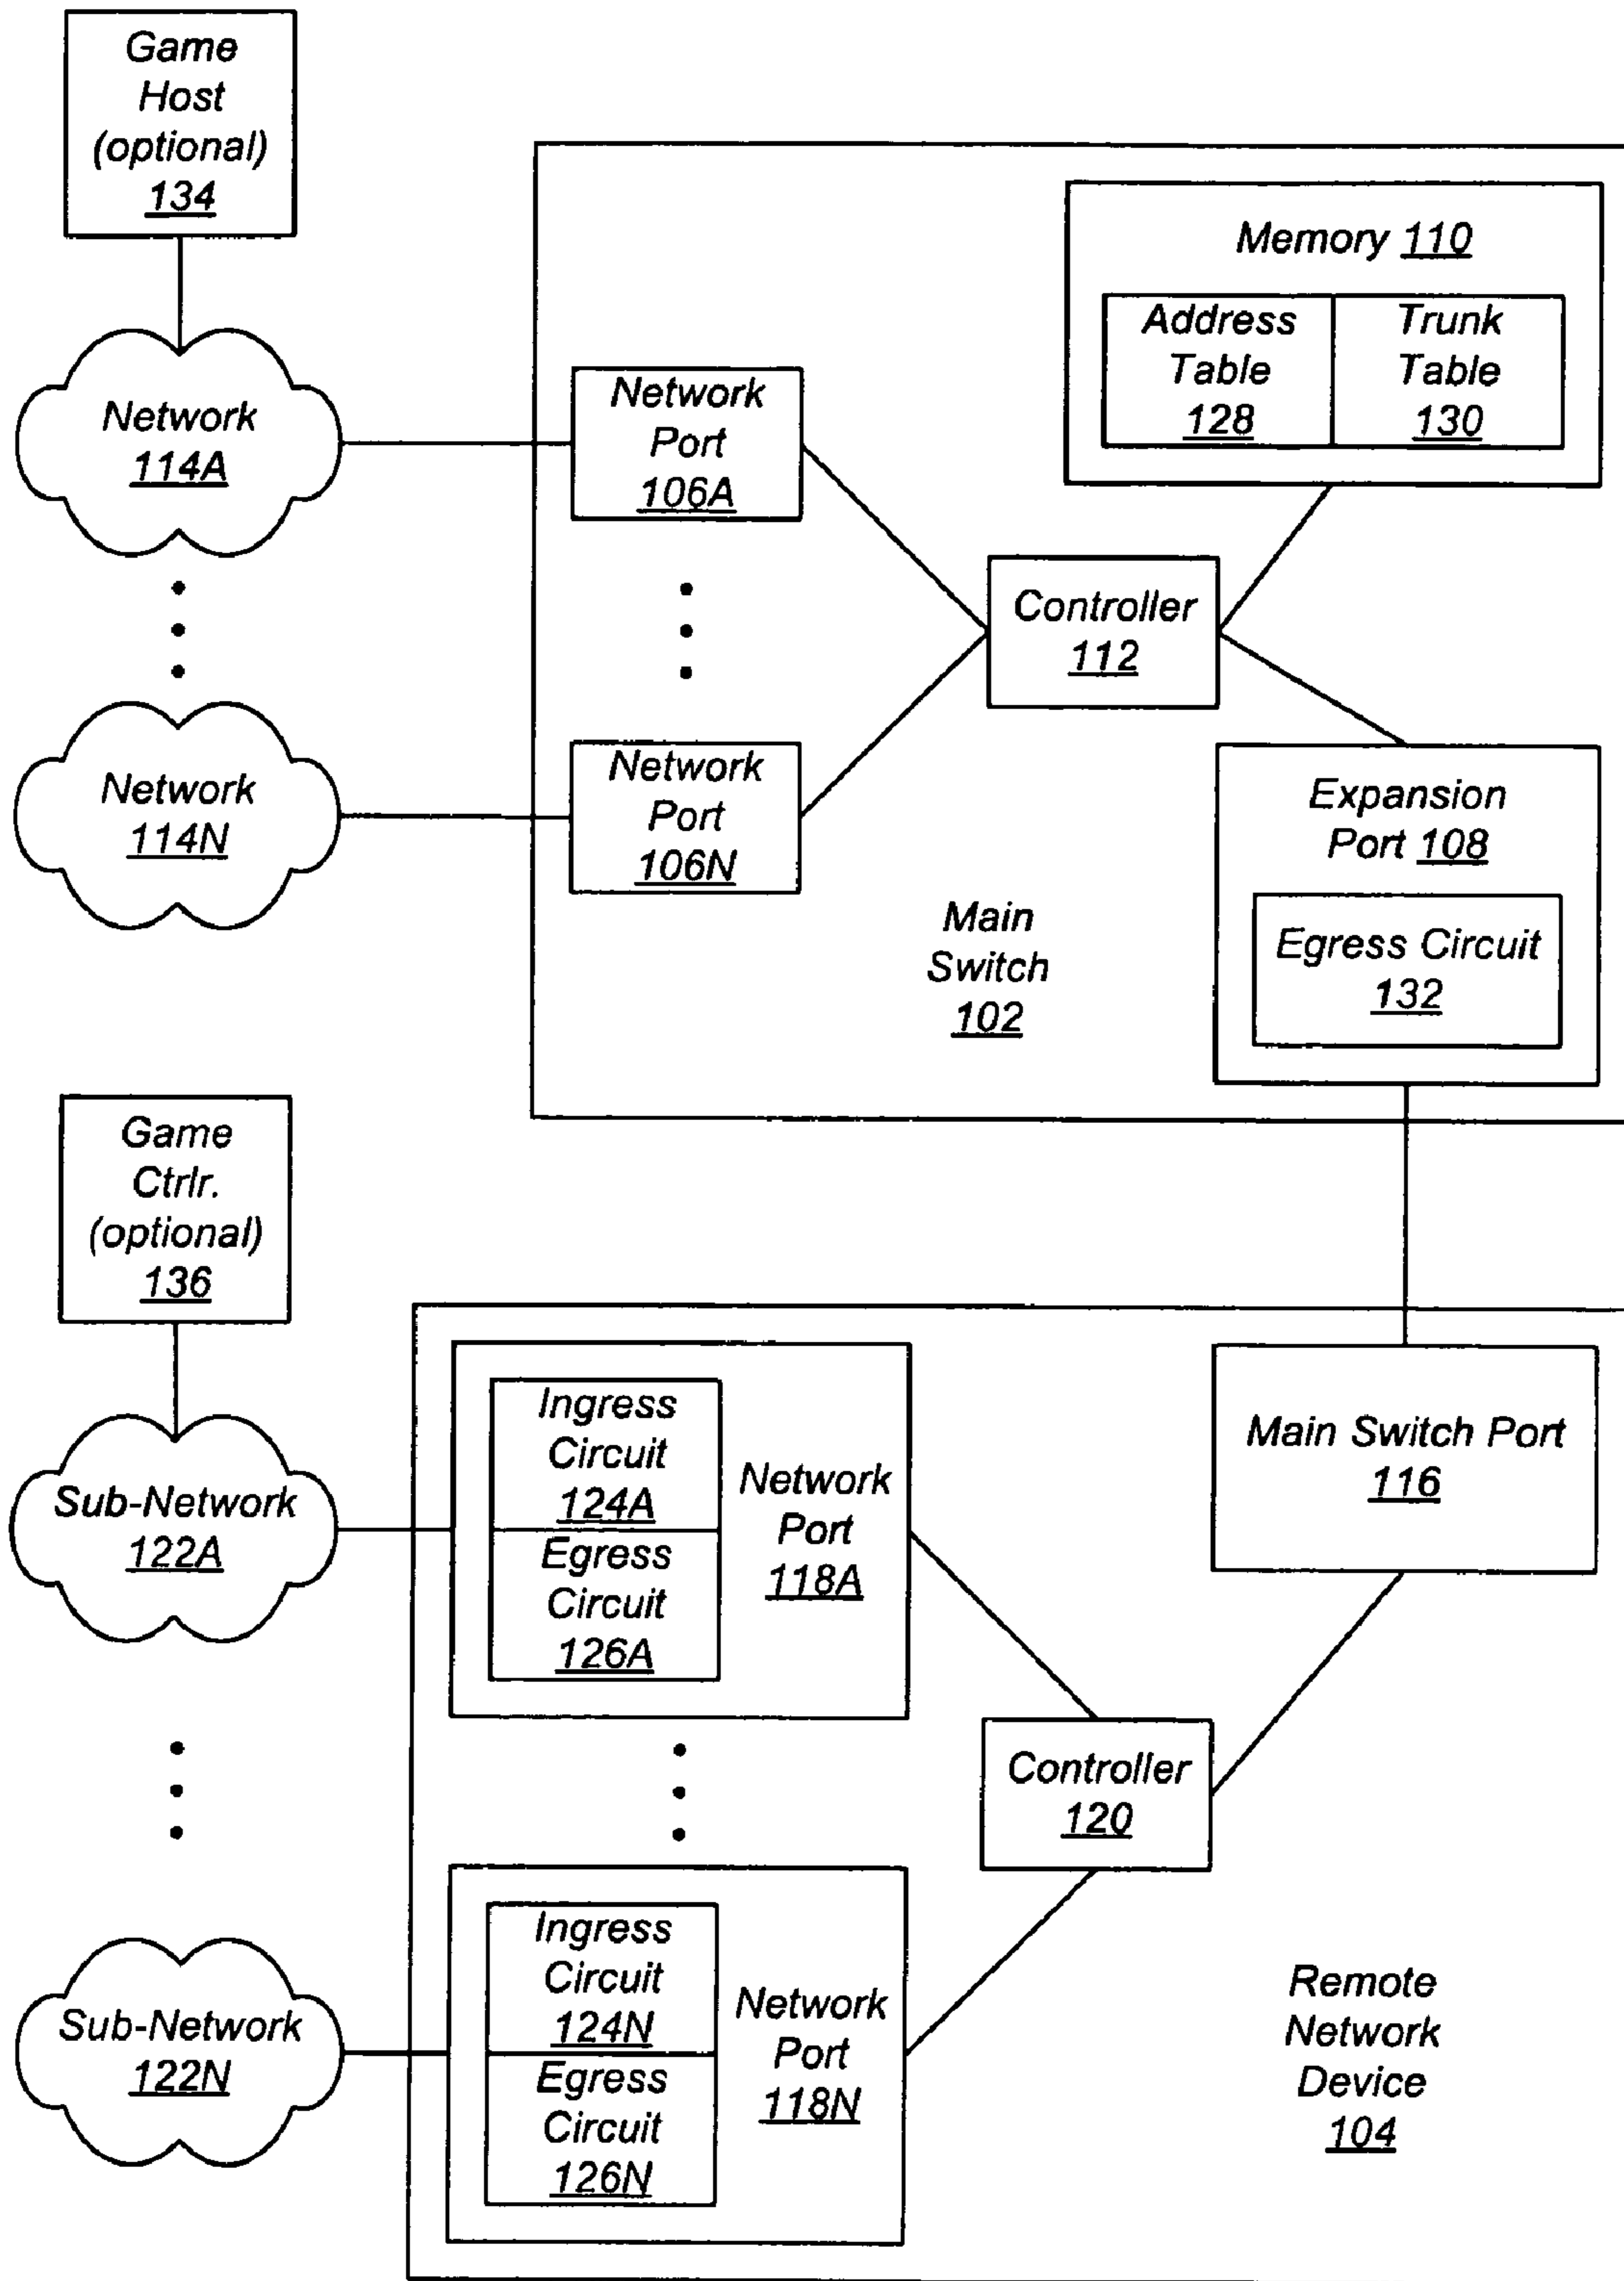 Game
Host
(optional)
134
Memory 110
Address
Table
128
Trunk
Table
130
Network
114A
Network
Port
106A
Controller
112
Network
114N
Network
Port
106N
Expansion
Port 108
Egress Circuit
132
Main
Switch
102
Game
Ctrlr.
(optional)
136
Ingress
Circuit
124A
Egress
Circuit
126A
Network
Port
118A
Main Switch Port
116
Sub-Network
122A
Controller
120
Ingress
Circuit
124N
Egress
Circuit
126N
Network
Port
118N
Sub-Network
122N
Remote
Network
Device
104